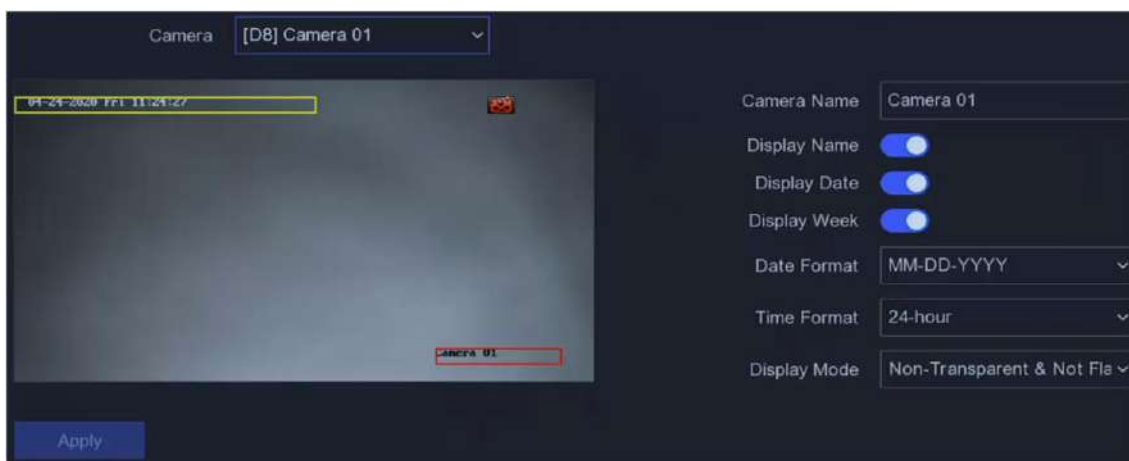 Camera [D8] Camera 01
04-24-2020 Fri 11:24:27
Camera 01
Camera Name Camera 01
Display Name
Display Date
Display Week
Date Format MM-DD-YYYY
Time Format 24-hour
Display Mode Non-Transparent & Not Fla
Apply